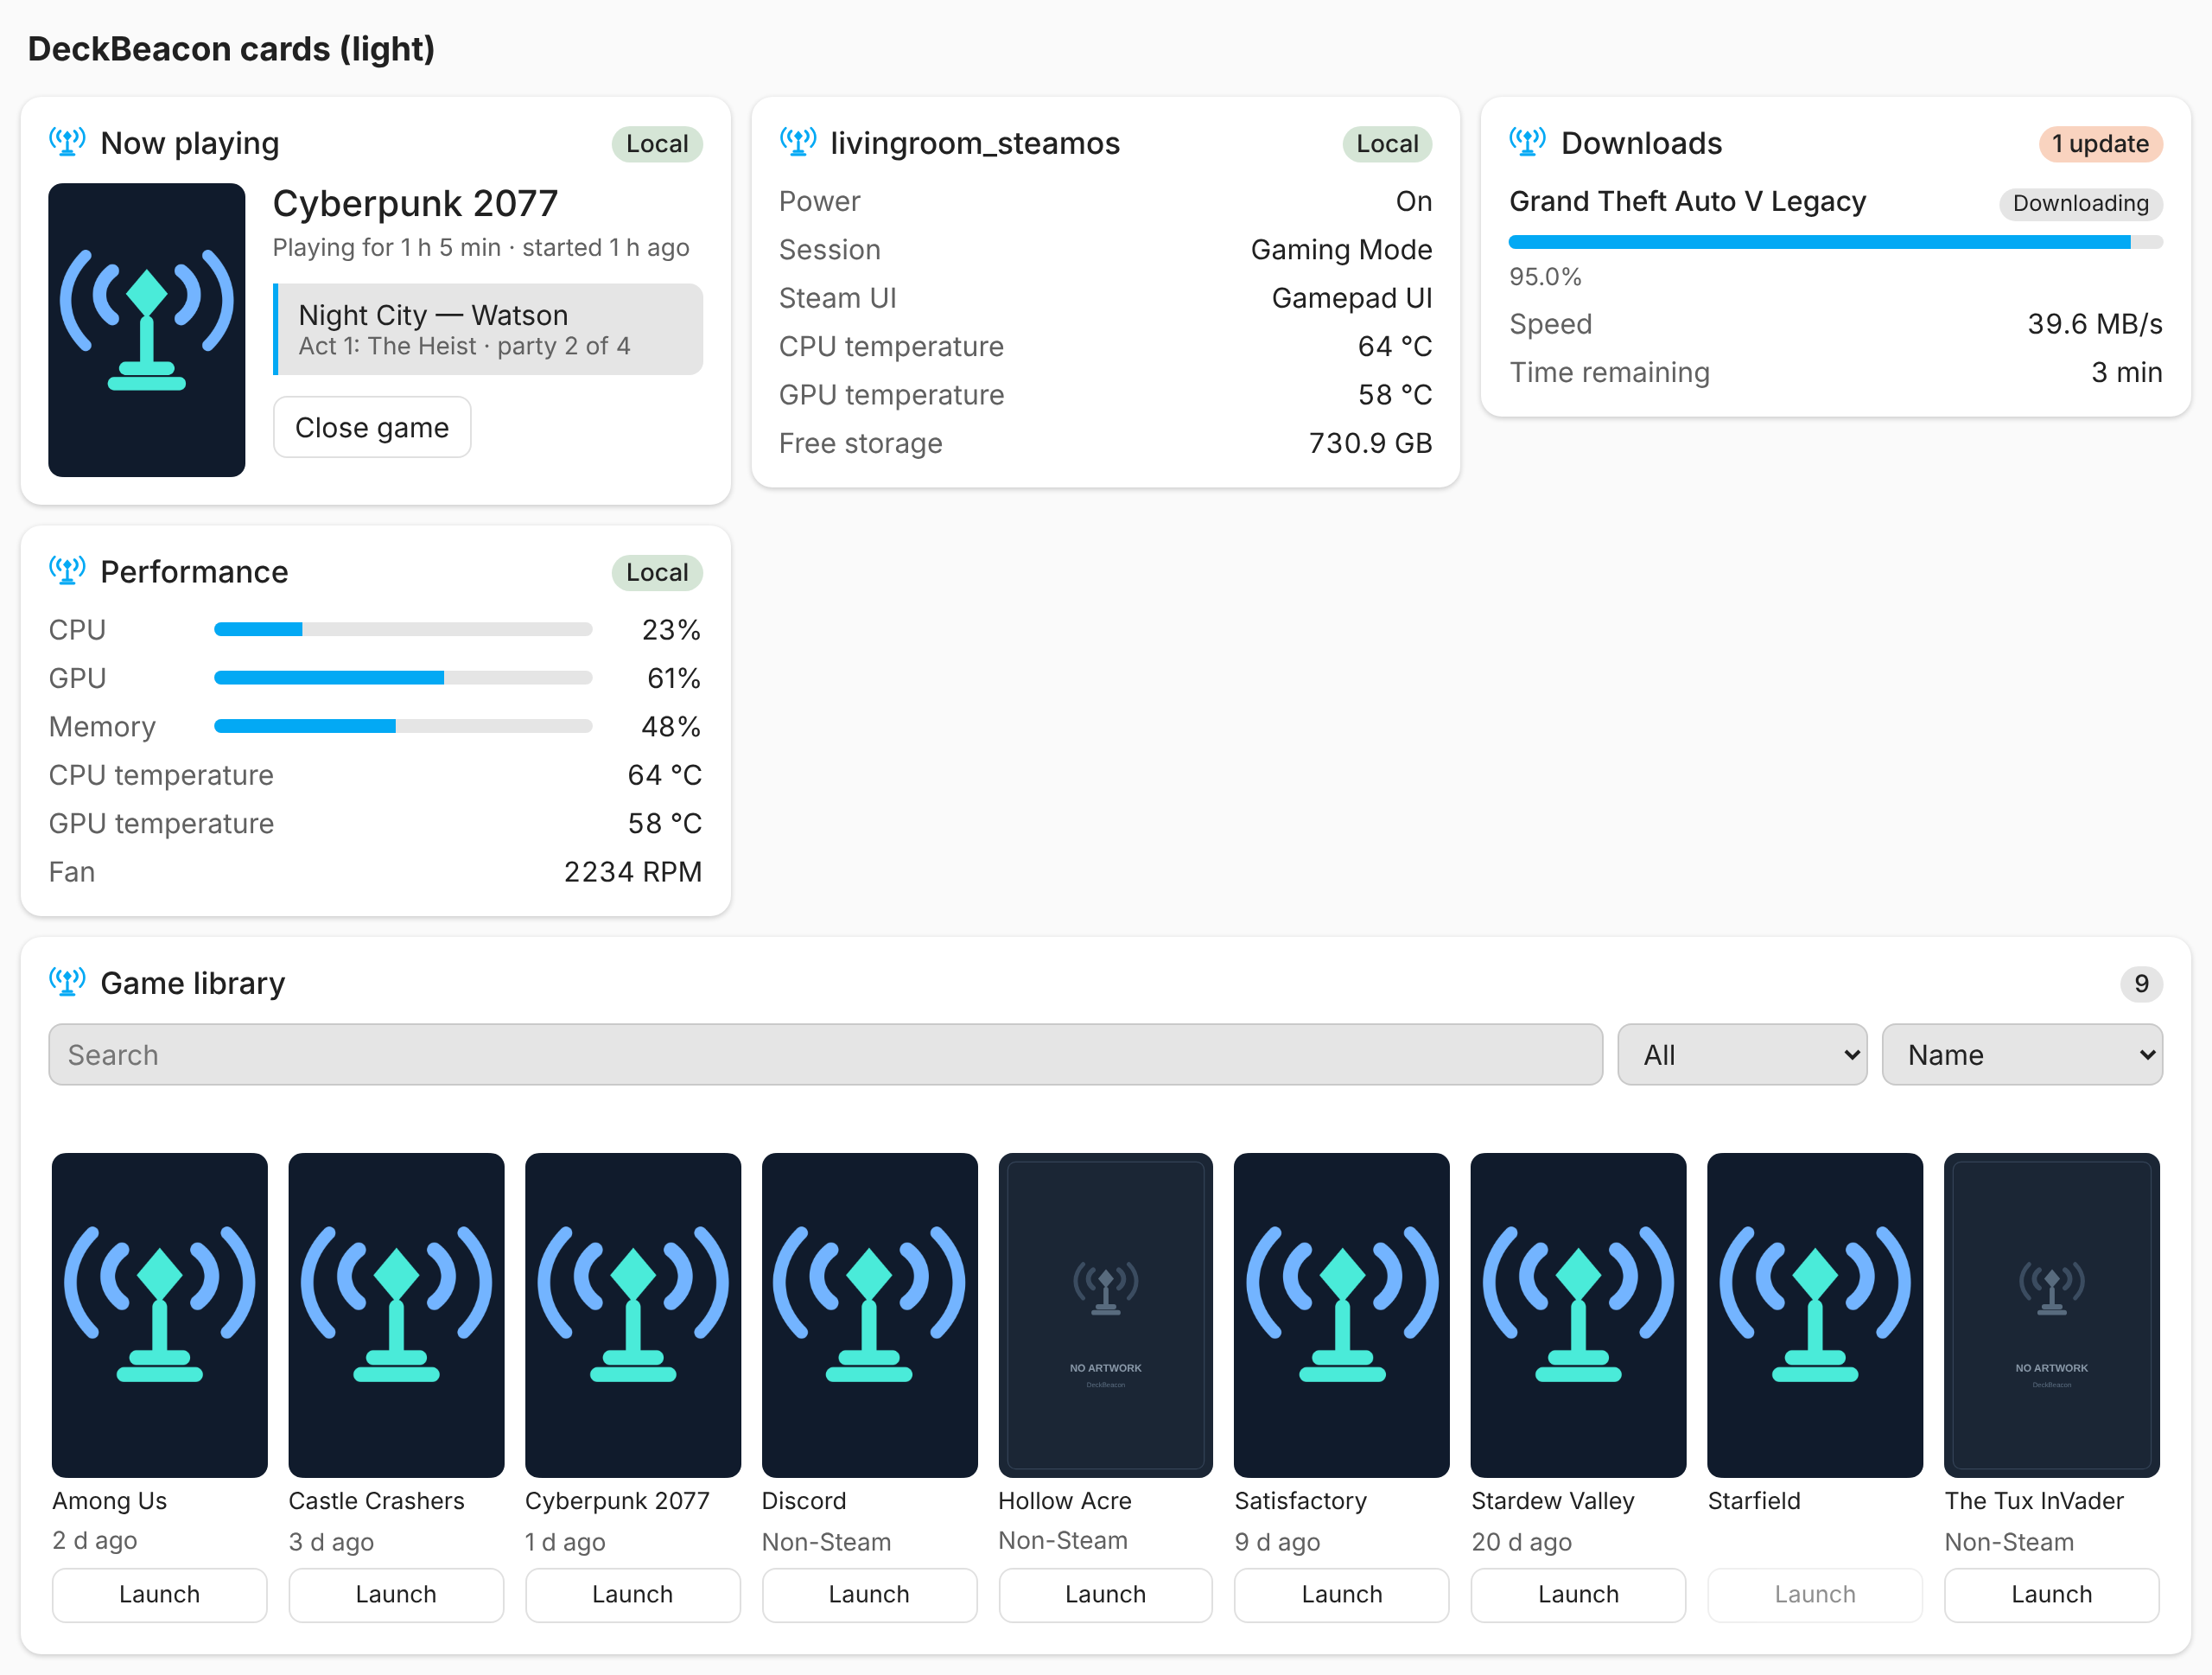 DeckBeacon cards (light)
Now playing
Local
Cyberpunk 2077
Playing for 1 h 5 min · started 1 h ago
Night City — Watson
Act 1: The Heist · party 2 of 4
Close game
livingroom_steamos
Local
Power On
Session Gaming Mode
Steam UI Gamepad UI
CPU temperature 64 °C
GPU temperature 58 °C
Free storage 730.9 GB
Downloads
1 update
Grand Theft Auto V Legacy Downloading
95.0%
Speed 39.6 MB/s
Time remaining 3 min
Performance
Local
CPU 23%
GPU 61%
Memory 48%
CPU temperature 64 °C
GPU temperature 58 °C
Fan 2234 RPM
Game library
9
Search All Name
NO ARTWORK
DeckBeacon
NO ARTWORK
DeckBeacon
Among Us Castle Crashers Cyberpunk 2077 Discord Hollow Acre Satisfactory Stardew Valley Starfield The Tux InVader
2 d ago 3 d ago 1 d ago Non-Steam Non-Steam 9 d ago 20 d ago Non-Steam
Launch Launch Launch Launch Launch Launch Launch Launch Launch